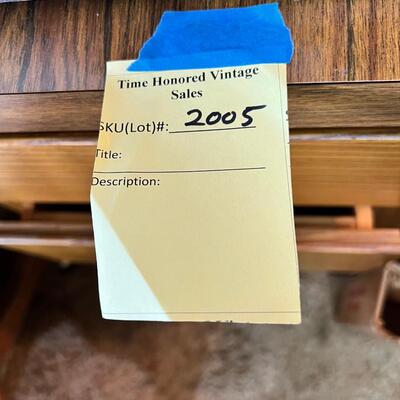 Time Honored Vintage
Sales
SKU(Lot)#: 2005
Title:
Description: